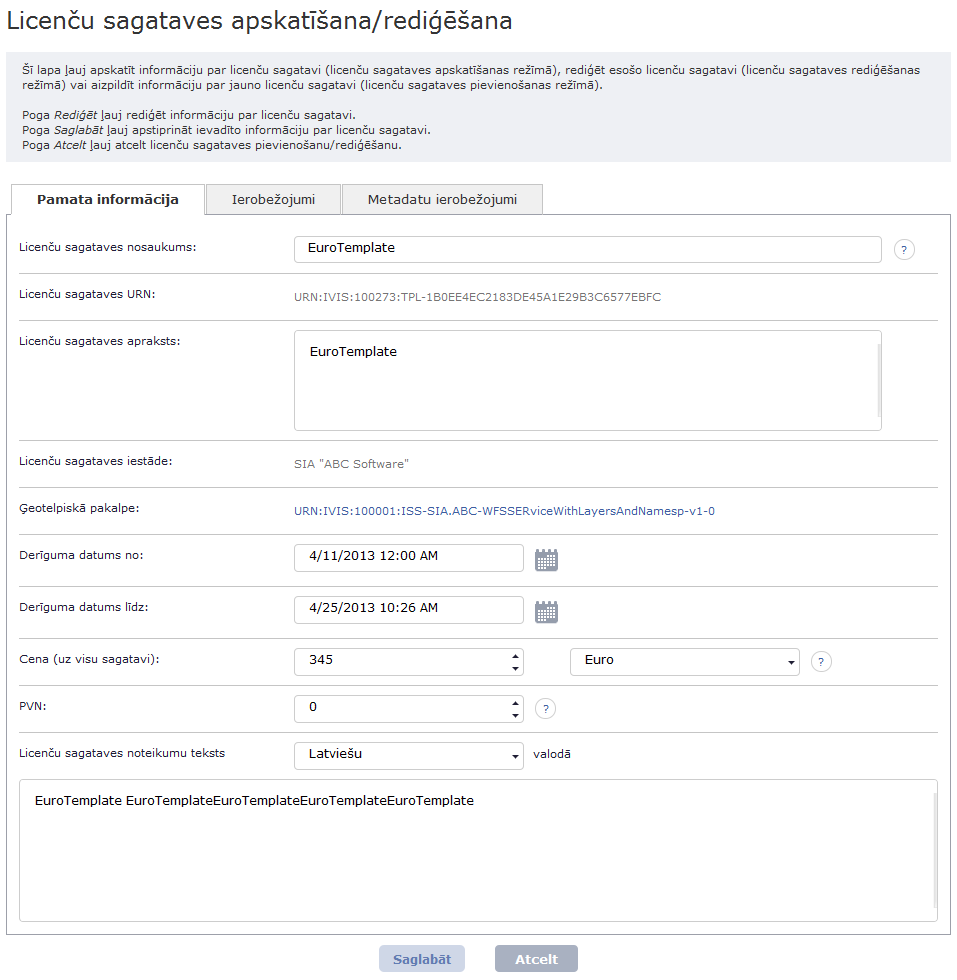 Licenču sagataves apskatīšana/rediģēšana
Šī lapa ļauj apskatīt informāciju par licenču sagatavi (licenču sagataves apskatīšanas režīmā), rediģēt esošo licenču sagatavi (licenču sagataves rediģēšanas
režīmā) vai aizpildīt informāciju par jauno licenču sagatavi (licenču sagataves pievienošanas režīmā).
Poga Rediģēt ļauj rediģēt informāciju par licenču sagatavi.
Poga Saglabāt ļauj apstiprināt ievadīto informāciju par licenču sagatavi.
Poga Atcelt ļauj atcelt licenču sagataves pievienošanu/rediģēšanu.
Pamata informācija Ierobežojumi Metadatu ierobežojumi
Licenču sagataves nosaukums: EuroTemplate ?
Licenču sagataves URN: URN:IVIS:100273:TPL-1B0EE4EC2183DE45A1E29B3C6577EBFC
Licenču sagataves apraksts: EuroTemplate
Licenču sagataves iestāde: SIA "ABC Software"
Ģeotelpiskā pakalpe: URN:IVIS:100001:ISS-SIA.ABC-WFSSERviceWithLayersAndNamesp-v1-0
Derīguma datums no: 4/11/2013 12:00 AM
Derīguma datums līdz: 4/25/2013 10:26 AM
Cena (uz visu sagatavi): 345 Euro ?
PVN: 0 ?
Licenču sagataves noteikumu teksts Latviešu valodā
EuroTemplate EuroTemplateEuroTemplateEuroTemplateEuroTemplate
Saglabāt Atcelt